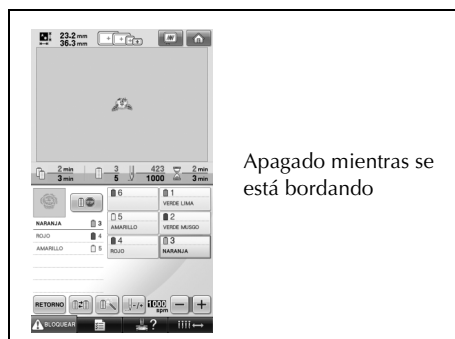 23.2 mm
36.3 mm
2 min
3 min
3
5
423
1000
2 min
3 min
6
1
VERDE LIMA
5
AMARILLO
2
VERDE MUSGO
4
ROJO
3
NARANJA
NARANJA 3
ROJO 4
AMARILLO 5
RETORNO
-/+
1000
spm
- +
BLOQUEAR
?
Apagado mientras se
está bordando